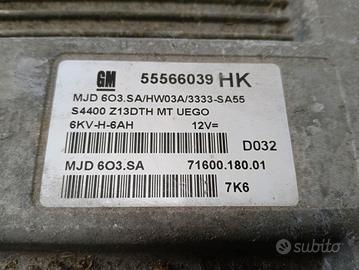 GM 55566039 HK
MJD 6O3.SA/HW03A/3333-SA55
S4400 Z13DTH MT UEGO
6KV-H-6AH 12V=
D032
MJD 6O3.SA 71600.180.01
7K6
subito